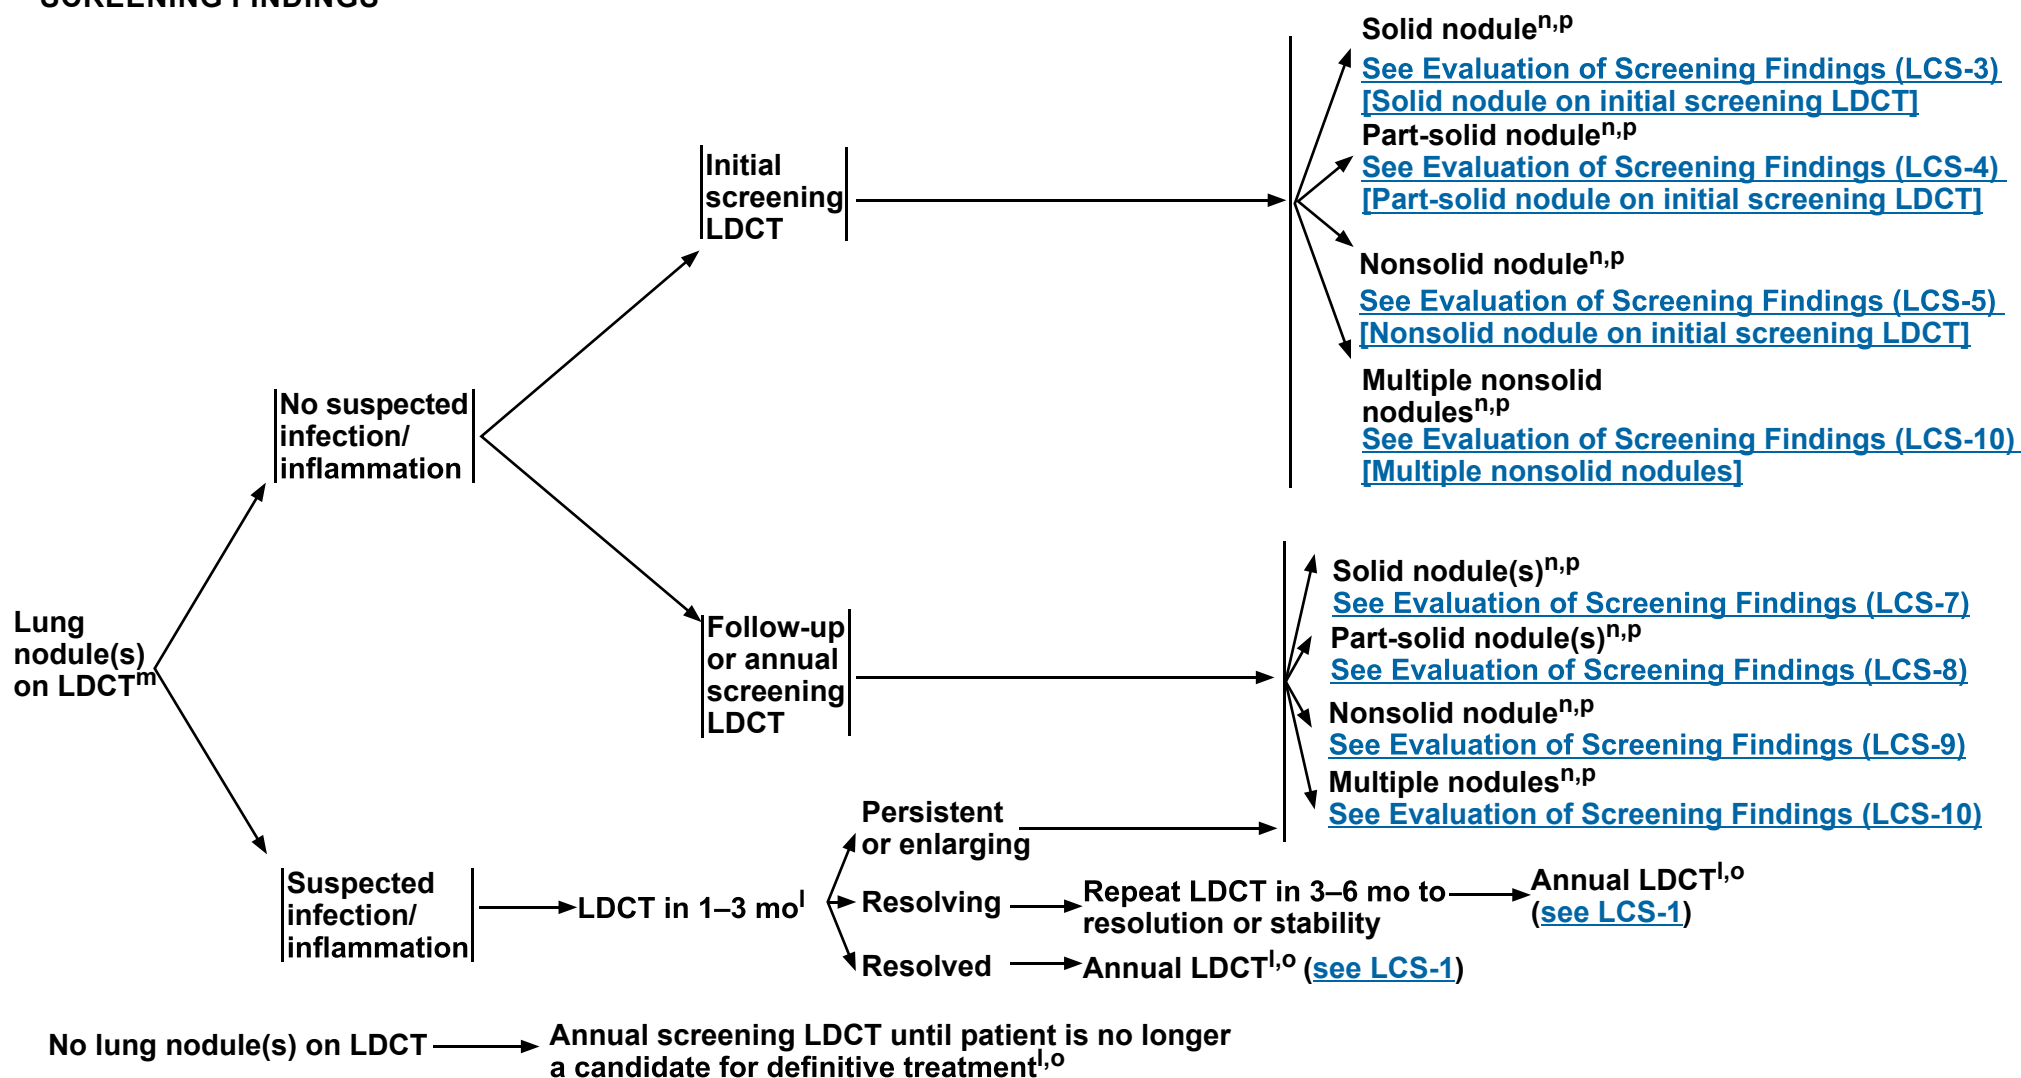 SCREENING FINDINGS
Solid nodule^n,p
See Evaluation of Screening Findings (LCS-3)
[Solid nodule on initial screening LDCT]
Part-solid nodule^n,p
See Evaluation of Screening Findings (LCS-4)
[Part-solid nodule on initial screening LDCT]
Nonsolid nodule^n,p
See Evaluation of Screening Findings (LCS-5)
[Nonsolid nodule on initial screening LDCT]
Multiple nonsolid
nodules^n,p
See Evaluation of Screening Findings (LCS-10)
[Multiple nonsolid nodules]
Initial
screening
LDCT
No suspected
infection/
inflammation
Lung
nodule(s)
on LDCT^m
Follow-up
or annual
screening
LDCT
Solid nodule(s)^n,p
See Evaluation of Screening Findings (LCS-7)
Part-solid nodule(s)^n,p
See Evaluation of Screening Findings (LCS-8)
Nonsolid nodule^n,p
See Evaluation of Screening Findings (LCS-9)
Multiple nodules^n,p
See Evaluation of Screening Findings (LCS-10)
Suspected
infection/
inflammation
LDCT in 1–3 mo^l
Persistent
or enlarging
Resolving
Repeat LDCT in 3–6 mo to
resolution or stability
Annual LDCT^l,o
(see LCS-1)
Resolved
Annual LDCT^l,o (see LCS-1)
No lung nodule(s) on LDCT
Annual screening LDCT until patient is no longer
a candidate for definitive treatment^l,o